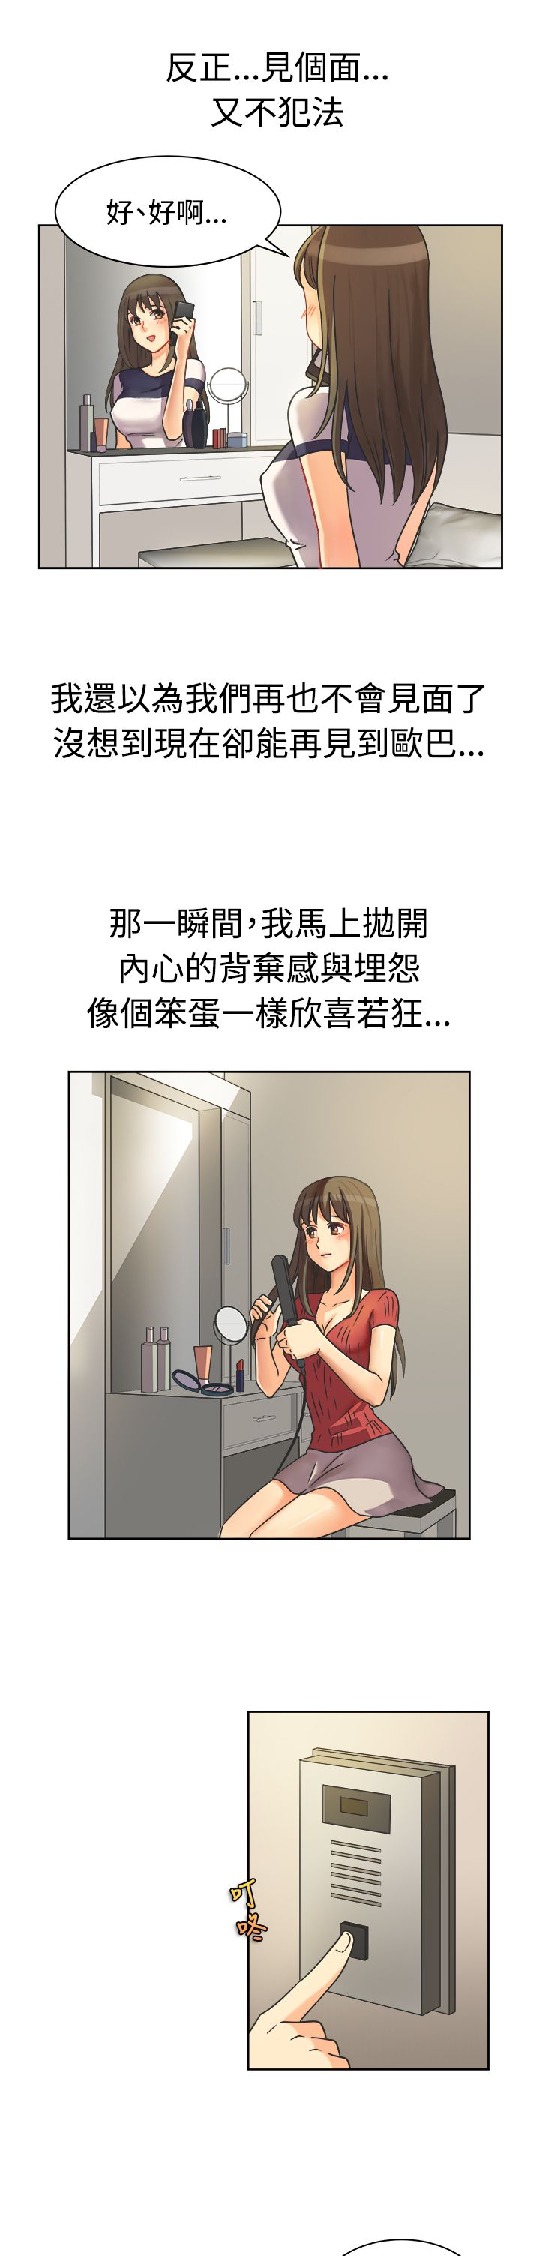 反正...見個面...
又不犯法
好、好啊...
我還以為我們再也不會見面了
沒想到現在卻能再見到歐巴...
那一瞬間，我馬上拋開
內心的背棄感與埋怨
像個笨蛋一樣欣喜若狂...
叮
咚